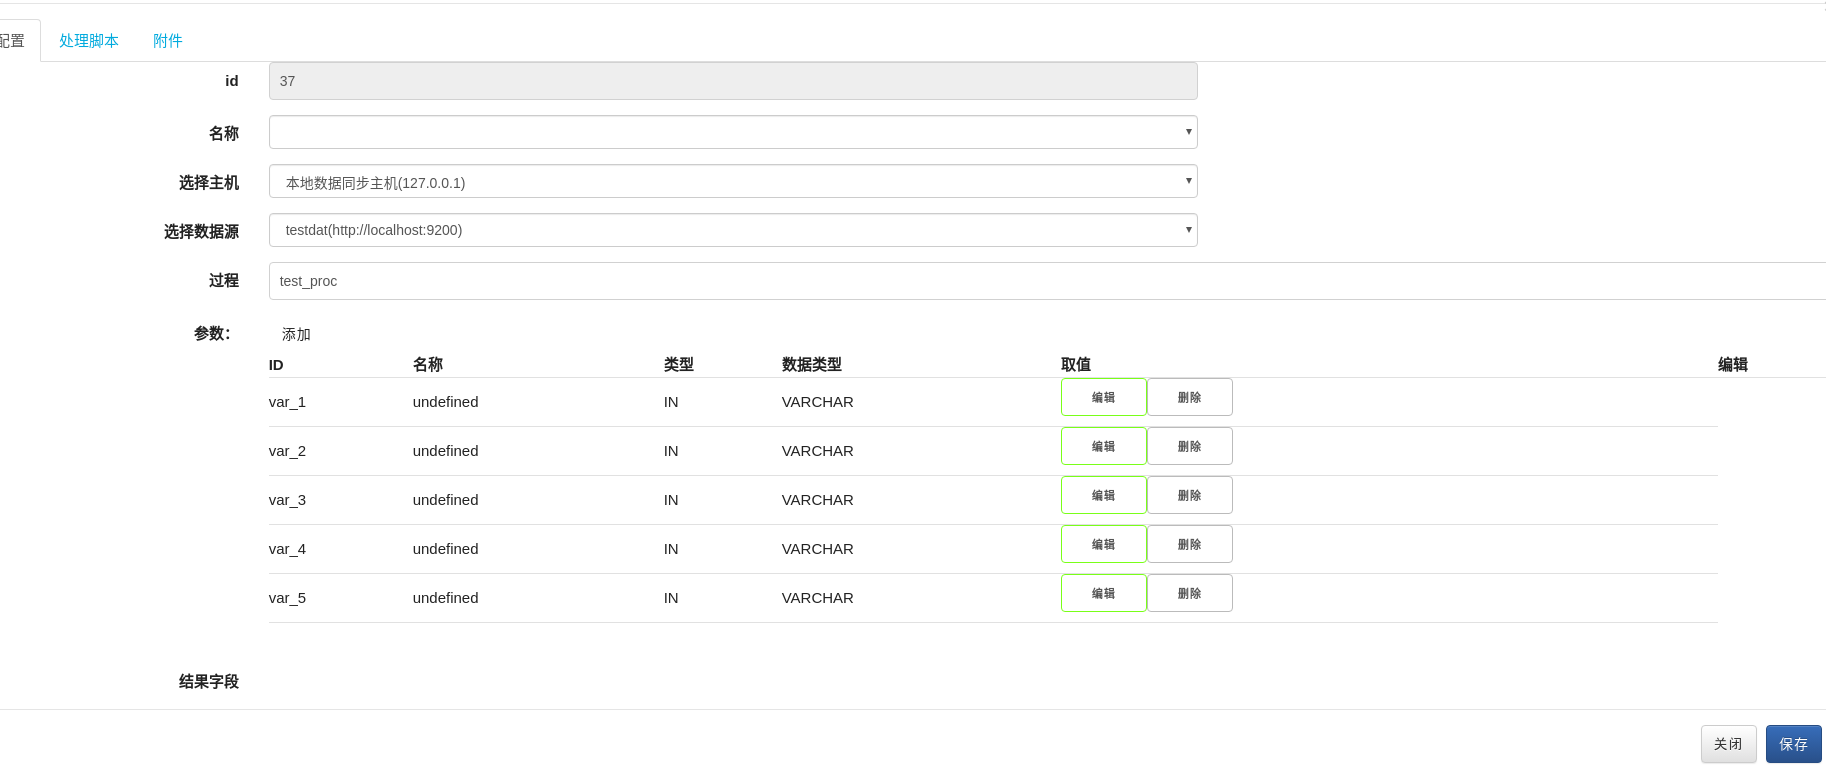 配置 处理脚本 附件
id 37
名称
选择主机 本地数据同步主机(127.0.0.1)
选择数据源 testdat(http://localhost:9200)
过程 test_proc
参数： 添加
ID 名称 类型 数据类型 取值 编辑
var_1 undefined IN VARCHAR 编辑 删除
var_2 undefined IN VARCHAR 编辑 删除
var_3 undefined IN VARCHAR 编辑 删除
var_4 undefined IN VARCHAR 编辑 删除
var_5 undefined IN VARCHAR 编辑 删除
结果字段
关闭 保存